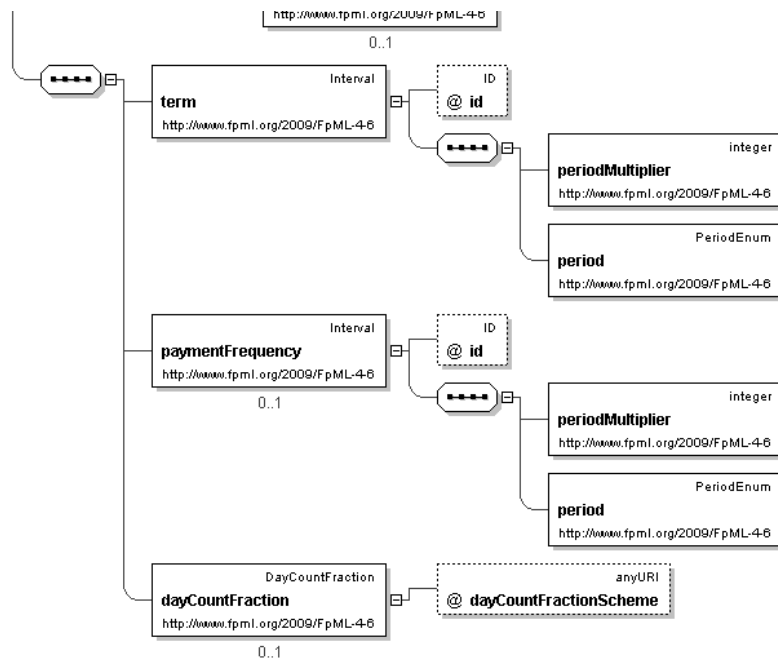 http://www.fpml.org/2009/FpML-4-6
0..1
Interval
term
http://www.fpml.org/2009/FpML-4-6
ID
@ id
integer
periodMultiplier
http://www.fpml.org/2009/FpML-4-6
PeriodEnum
period
http://www.fpml.org/2009/FpML-4-6
Interval
paymentFrequency
http://www.fpml.org/2009/FpML-4-6
0..1
ID
@ id
integer
periodMultiplier
http://www.fpml.org/2009/FpML-4-6
PeriodEnum
period
http://www.fpml.org/2009/FpML-4-6
DayCountFraction
dayCountFraction
http://www.fpml.org/2009/FpML-4-6
0..1
anyURI
@ dayCountFractionScheme